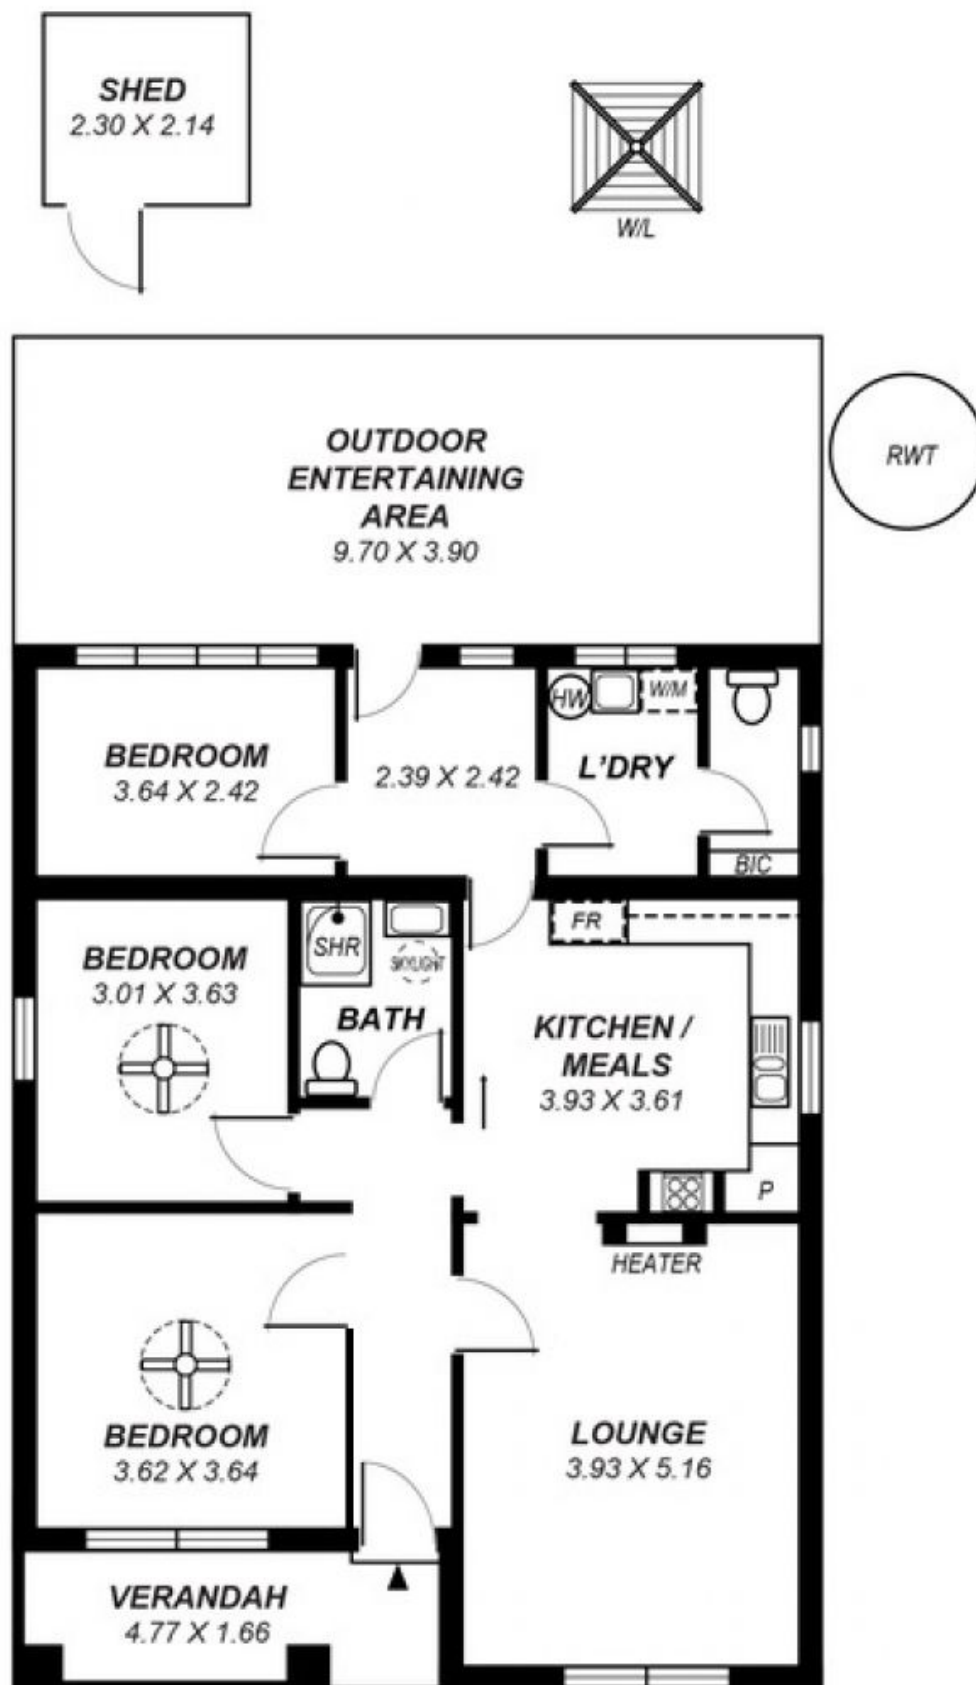 SHED
2.30 X 2.14
W/L
OUTDOOR
ENTERTAINING
AREA
9.70 X 3.90
RWT
BEDROOM
3.64 X 2.42
2.39 X 2.42
HW
W/M
L'DRY
BIC
BEDROOM
3.01 X 3.63
SHR
SKYLIGHT
BATH
FR
KITCHEN /
MEALS
3.93 X 3.61
P
HEATER
BEDROOM
3.62 X 3.64
LOUNGE
3.93 X 5.16
VERANDAH
4.77 X 1.66